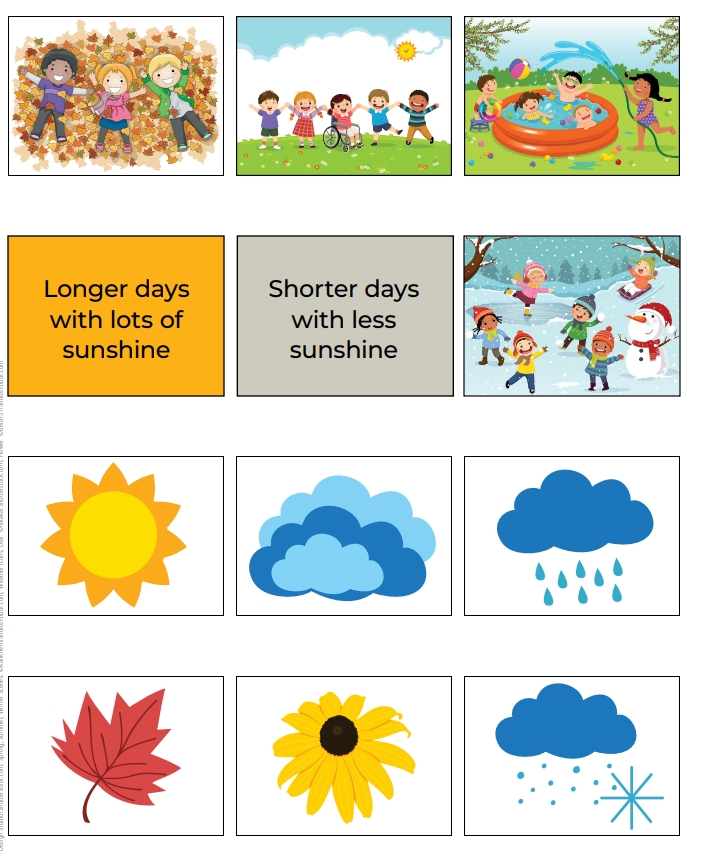 Longer days
with lots of
sunshine
Shorter days
with less
sunshine